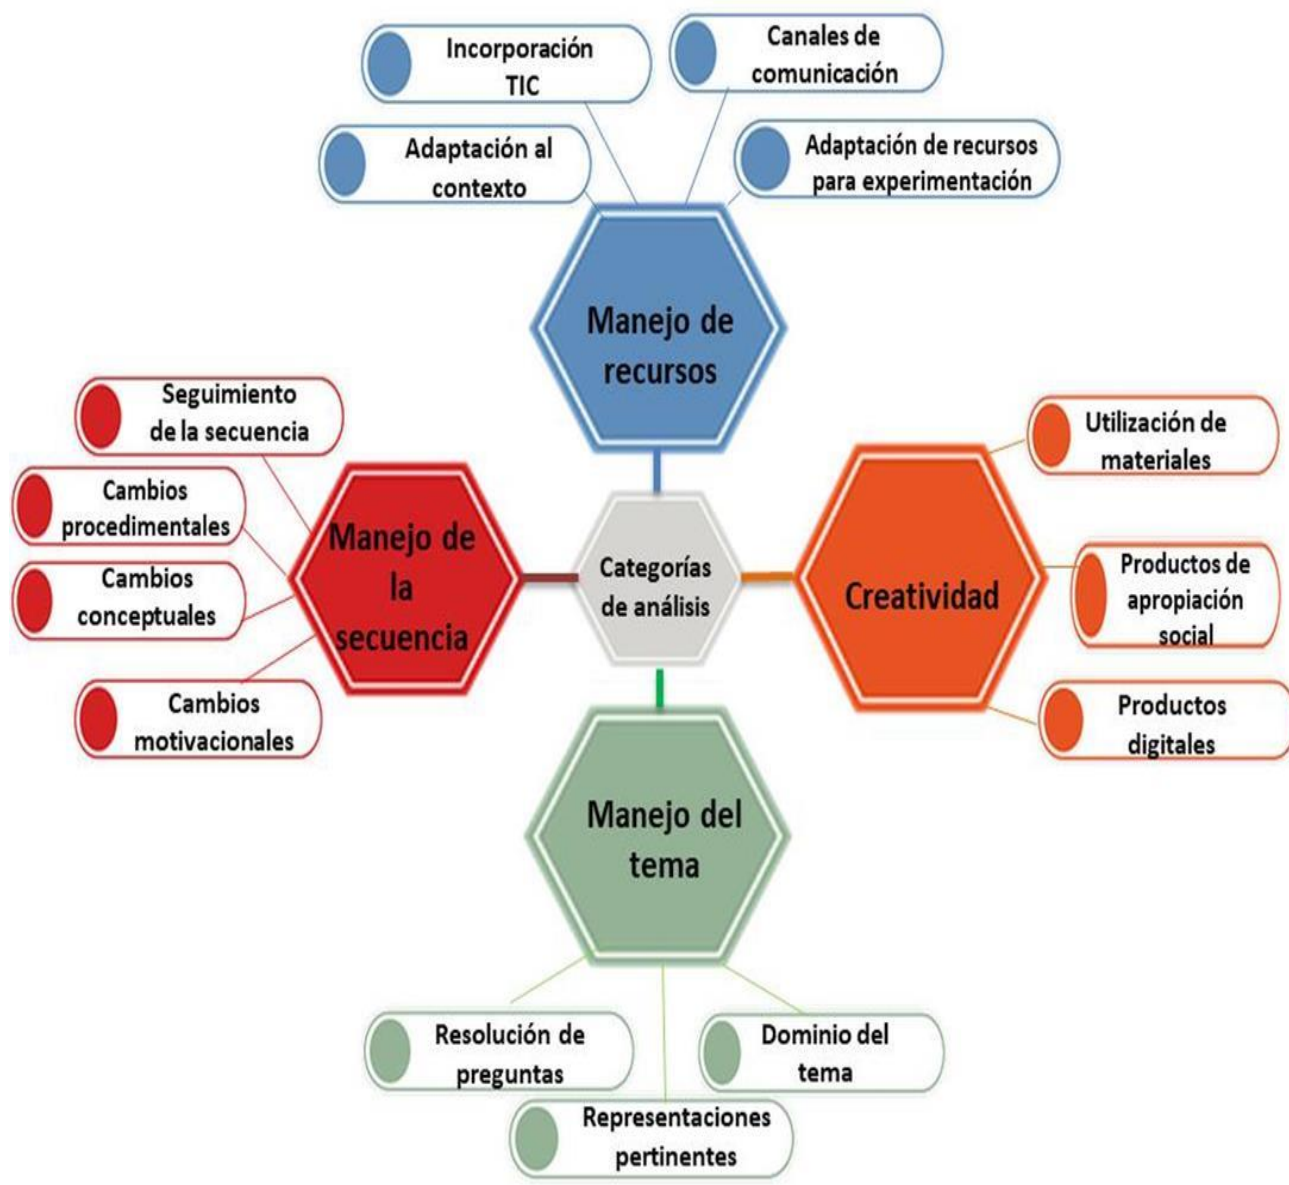 Incorporación
TIC
Canales de
comunicación
Adaptación al
contexto
Adaptación de recursos
para experimentación
Manejo de
recursos
Seguimiento
de la secuencia
Cambios
procedimentales
Cambios
conceptuales
Cambios
motivacionales
Manejo de
la
secuencia
Categorías
de análisis
Creatividad
Utilización de
materiales
Productos de
apropiación
social
Productos
digitales
Manejo del
tema
Resolución de
preguntas
Dominio del
tema
Representaciones
pertinentes